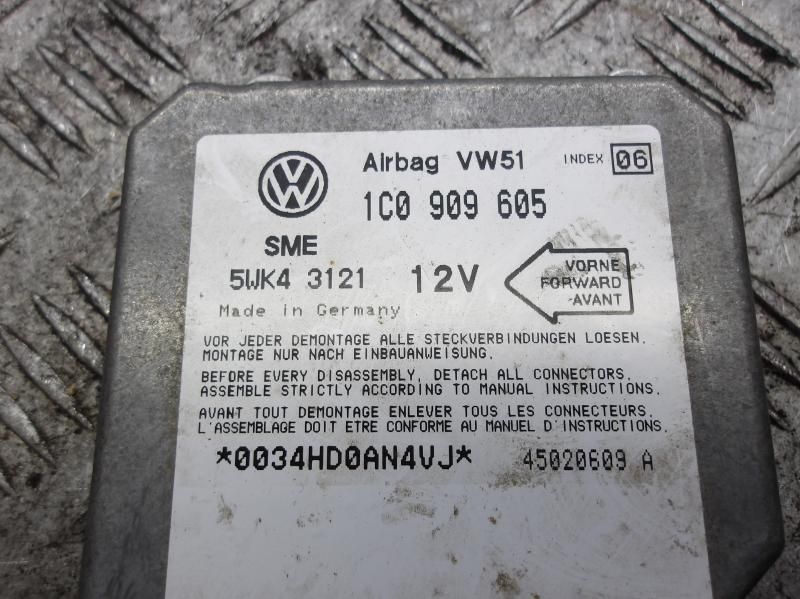 Airbag VW51 INDEX 06
1C0 909 605
SME
5WK4 3121 12V
VORNE
FORWARD
AVANT
Made in Germany
VOR JEDER DEMONTAGE ALLE STECKVERBINDUNGEN LOESEN.
MONTAGE NUR NACH EINBAUANWEISUNG.
BEFORE EVERY DISASSEMBLY, DETACH ALL CONNECTORS.
ASSEMBLE STRICTLY ACCORDING TO MANUAL INSTRUCTIONS.
AVANT TOUT DEMONTAGE ENLEVER TOUS LES CONNECTEURS.
L'ASSEMBLAGE DOIT ETRE CONFORME AU MANUEL D'INSTRUCTIONS.
*0034HD0AN4VJ* 45020609 A